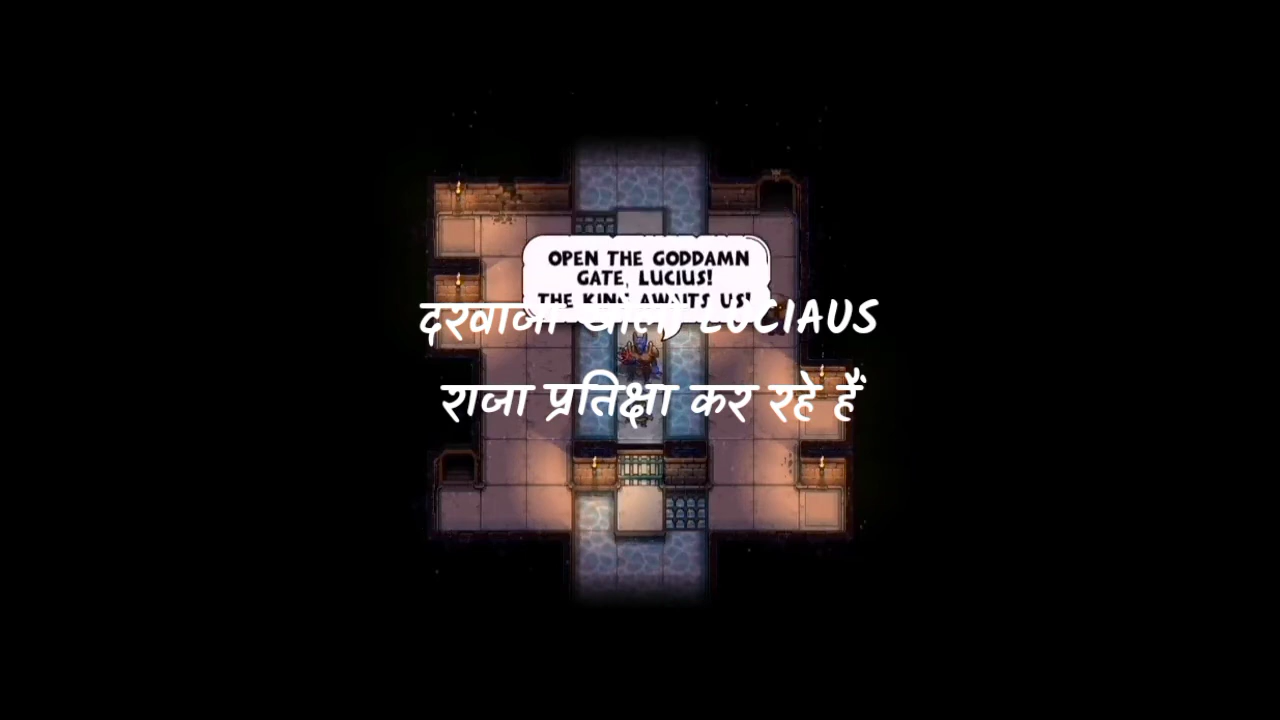 OPEN THE GODDAMN
GATE, LUCIUS!
THE KING AWAITS US!
दरवाजा खोलो LUCIAUS
राजा प्रतिक्षा कर रहे हैं